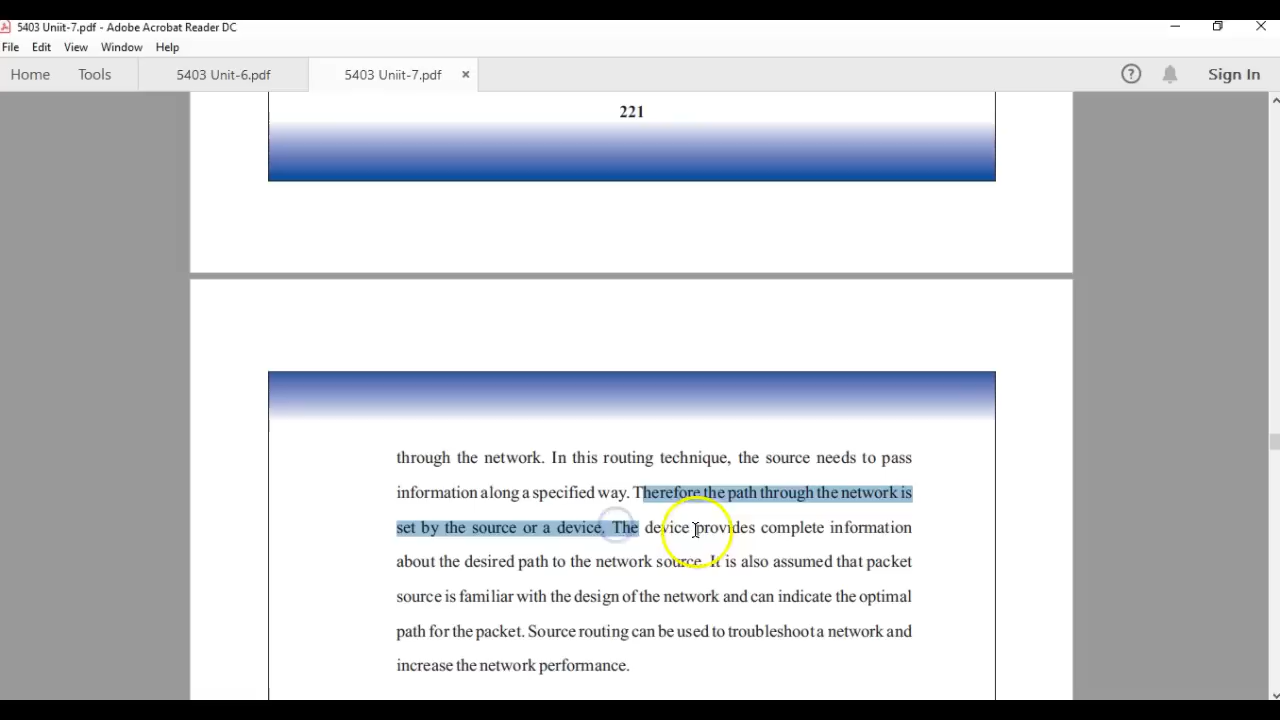 5403 Uniit-7.pdf - Adobe Acrobat Reader DC
File Edit View Window Help
Home Tools 5403 Unit-6.pdf 5403 Uniit-7.pdf × ? Sign In
221
through the network. In this routing technique, the source needs to pass
information along a specified way. Therefore the path through the network is
set by the source or a device. The device provides complete information
about the desired path to the network source. It is also assumed that packet
source is familiar with the design of the network and can indicate the optimal
path for the packet. Source routing can be used to troubleshoot a network and
increase the network performance.